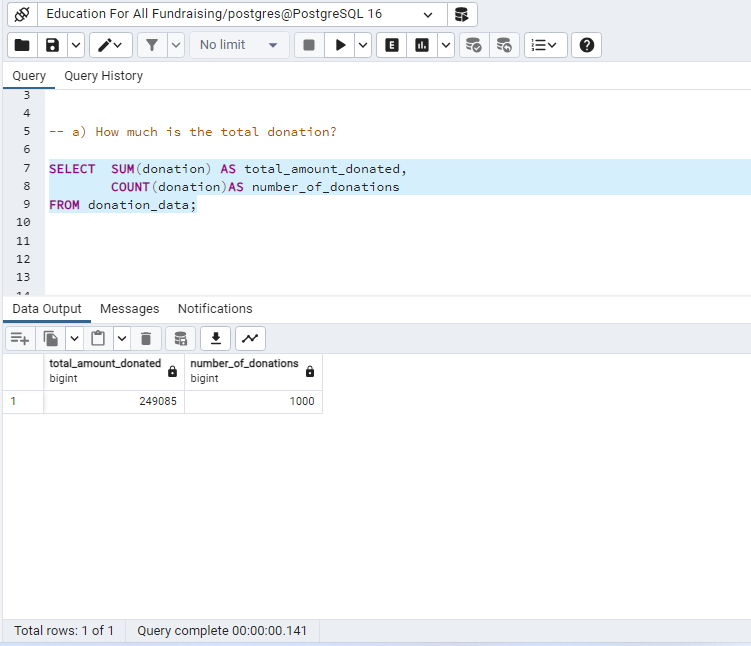 Education For All Fundraising/postgres@PostgreSQL 16
No limit
E
Query Query History
3
4
5 -- a) How much is the total donation?
6
7 SELECT  SUM(donation) AS total_amount_donated,
8         COUNT(donation)AS number_of_donations
9 FROM donation_data;
10
11
12
13
Data Output Messages Notifications
total_amount_donated number_of_donations
bigint bigint
1 249085 1000
Total rows: 1 of 1 Query complete 00:00:00.141